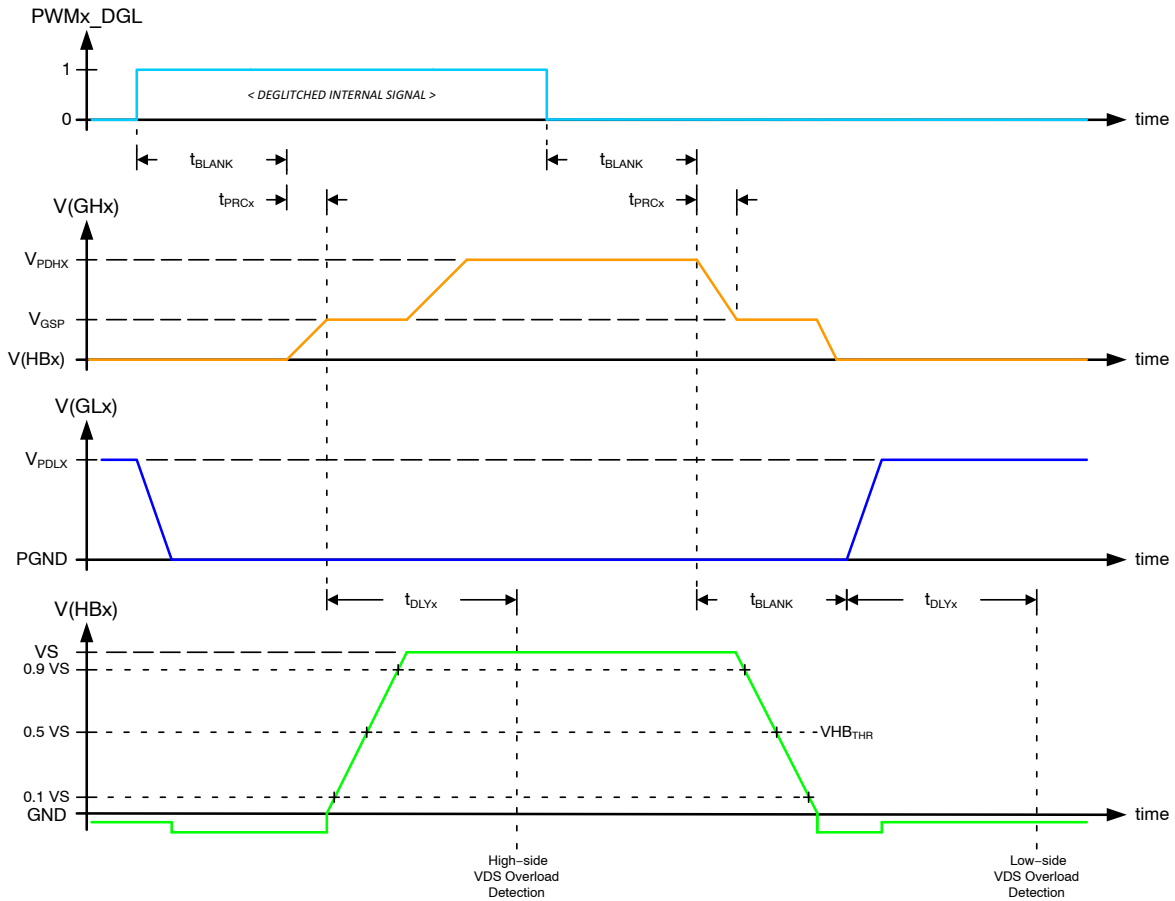 PWMx_DGL
1
< DEGLITCHED INTERNAL SIGNAL >
0
time
tBLANK
tBLANK
tPRCx
tPRCx
V(GHx)
VPDHX
VGSP
V(HBx)
time
V(GLx)
VPDLX
PGND
time
tDLYx
tBLANK
tDLYx
V(HBx)
VS
0.9 VS
0.5 VS
VHBTHR
0.1 VS
GND
time
High−side
VDS Overload
Detection
Low−side
VDS Overload
Detection